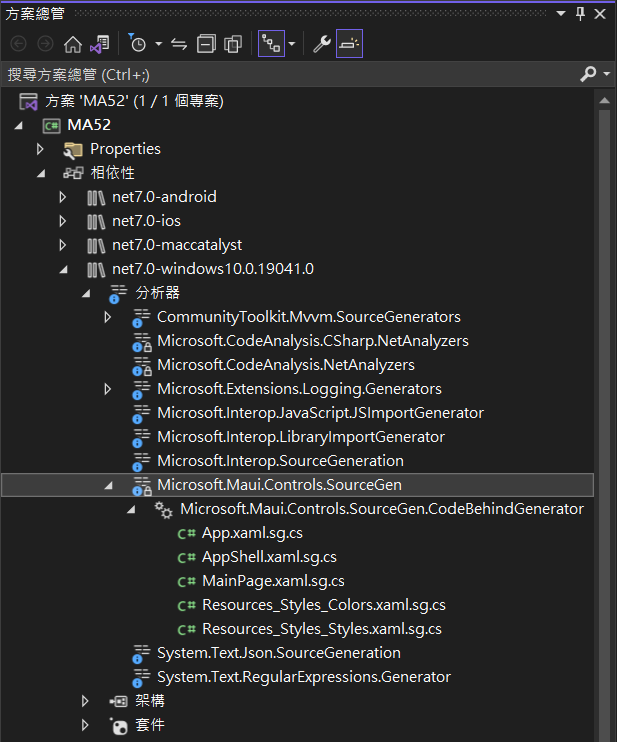 方案總管
搜尋方案總管 (Ctrl+;)
方案 'MA52' (1 / 1 個專案)
C# MA52
Properties
相依性
net7.0-android
net7.0-ios
net7.0-maccatalyst
net7.0-windows10.0.19041.0
分析器
CommunityToolkit.Mvvm.SourceGenerators
Microsoft.CodeAnalysis.CSharp.NetAnalyzers
Microsoft.CodeAnalysis.NetAnalyzers
Microsoft.Extensions.Logging.Generators
Microsoft.Interop.JavaScript.JSImportGenerator
Microsoft.Interop.LibraryImportGenerator
Microsoft.Interop.SourceGeneration
Microsoft.Maui.Controls.SourceGen
Microsoft.Maui.Controls.SourceGen.CodeBehindGenerator
C# App.xaml.sg.cs
C# AppShell.xaml.sg.cs
C# MainPage.xaml.sg.cs
C# Resources_Styles_Colors.xaml.sg.cs
C# Resources_Styles_Styles.xaml.sg.cs
System.Text.Json.SourceGeneration
System.Text.RegularExpressions.Generator
架構
套件